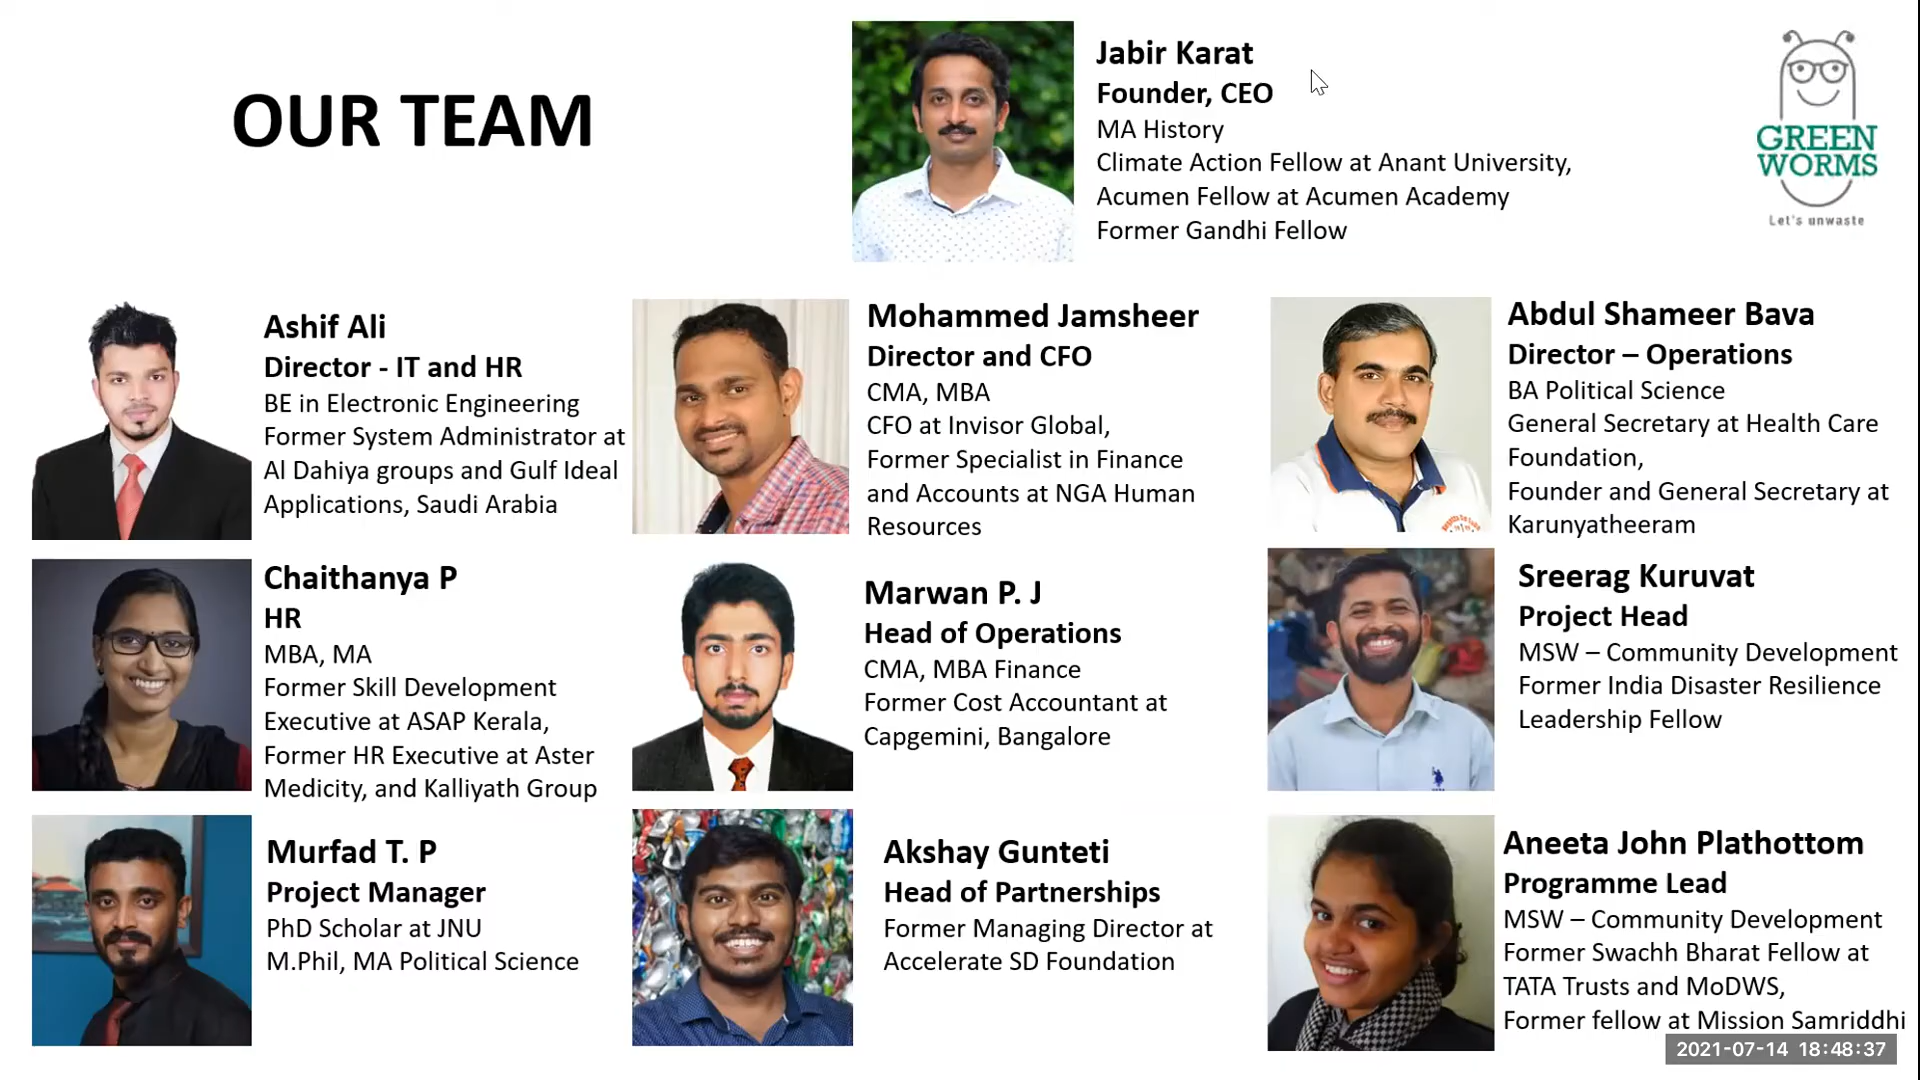 OUR TEAM
Jabir Karat
Founder, CEO
MA History
Climate Action Fellow at Anant University,
Acumen Fellow at Acumen Academy
Former Gandhi Fellow
GREEN
WORMS
Let's unwaste
Ashif Ali
Director - IT and HR
BE in Electronic Engineering
Former System Administrator at
Al Dahiya groups and Gulf Ideal
Applications, Saudi Arabia
Mohammed Jamsheer
Director and CFO
CMA, MBA
CFO at Invisor Global,
Former Specialist in Finance
and Accounts at NGA Human
Resources
Abdul Shameer Bava
Director – Operations
BA Political Science
General Secretary at Health Care
Foundation,
Founder and General Secretary at
Karunyatheeram
Chaithanya P
HR
MBA, MA
Former Skill Development
Executive at ASAP Kerala,
Former HR Executive at Aster
Medicity, and Kalliyath Group
Marwan P. J
Head of Operations
CMA, MBA Finance
Former Cost Accountant at
Capgemini, Bangalore
Sreerag Kuruvat
Project Head
MSW – Community Development
Former India Disaster Resilience
Leadership Fellow
Murfad T. P
Project Manager
PhD Scholar at JNU
M.Phil, MA Political Science
Akshay Gunteti
Head of Partnerships
Former Managing Director at
Accelerate SD Foundation
Aneeta John Plathottom
Programme Lead
MSW – Community Development
Former Swachh Bharat Fellow at
TATA Trusts and MoDWS,
Former fellow at Mission Samriddhi
2021-07-14 18:48:37